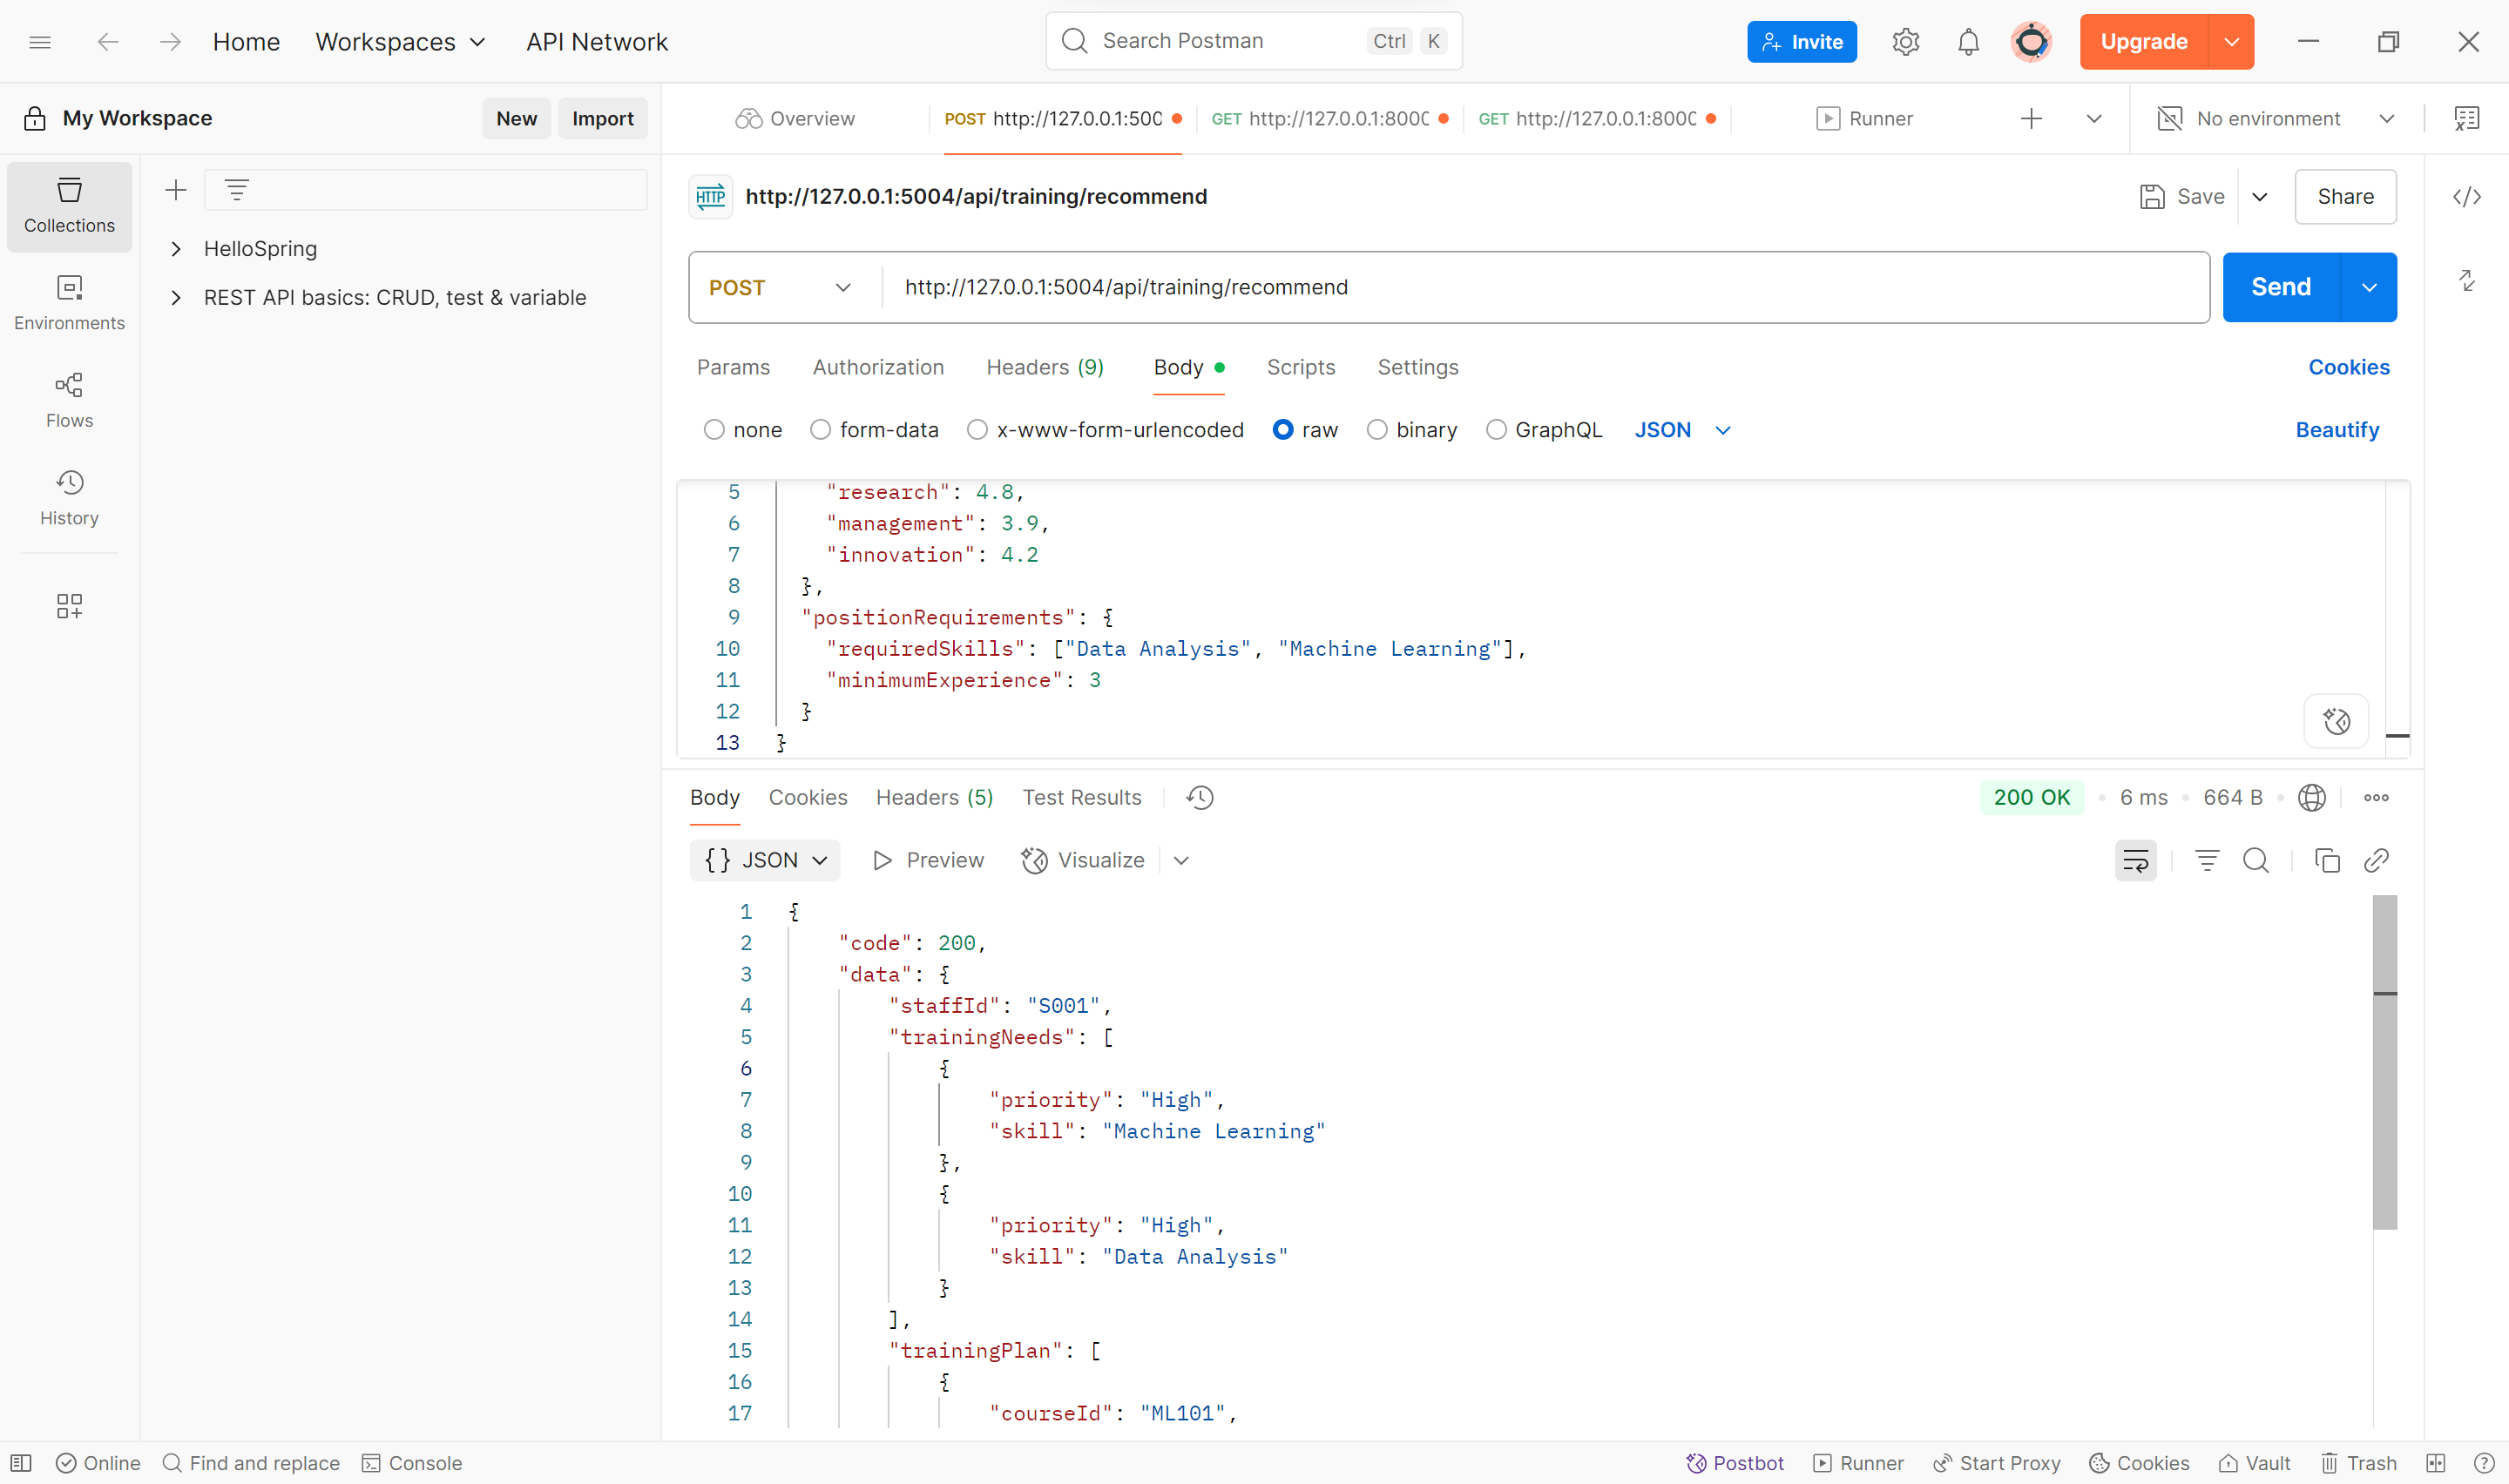 Home Workspaces API Network Search Postman Ctrl K Invite Upgrade
My Workspace New Import Overview POST http://127.0.0.1:500 GET http://127.0.0.1:8000 GET http://127.0.0.1:8000 Runner No environment
Collections
Environments
Flows
History
HelloSpring
REST API basics: CRUD, test & variable
HTTP http://127.0.0.1:5004/api/training/recommend Save Share
POST http://127.0.0.1:5004/api/training/recommend Send
Params Authorization Headers (9) Body Scripts Settings Cookies
none form-data x-www-form-urlencoded raw binary GraphQL JSON Beautify
5 "research": 4.8,
6 "management": 3.9,
7 "innovation": 4.2
8 },
9 "positionRequirements": {
10 "requiredSkills": ["Data Analysis", "Machine Learning"],
11 "minimumExperience": 3
12 }
13 }
Body Cookies Headers (5) Test Results 200 OK 6 ms 664 B
{} JSON Preview Visualize
1 {
2 "code": 200,
3 "data": {
4 "staffId": "S001",
5 "trainingNeeds": [
6 {
7 "priority": "High",
8 "skill": "Machine Learning"
9 },
10 {
11 "priority": "High",
12 "skill": "Data Analysis"
13 }
14 ],
15 "trainingPlan": [
16 {
17 "courseId": "ML101",
Online Find and replace Console Postbot Runner Start Proxy Cookies Vault Trash